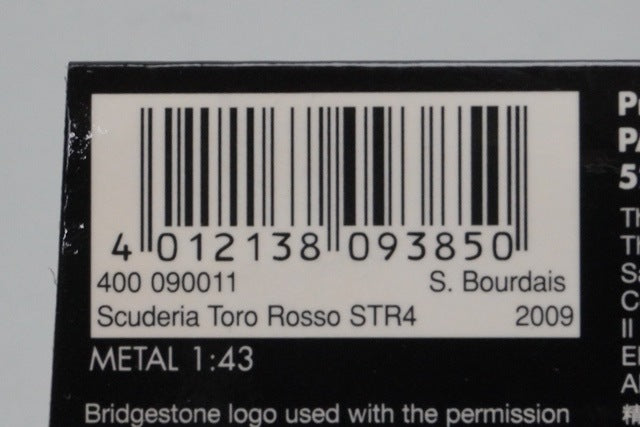 4 012138 093850
400 090011 S. Bourdais
Scuderia Toro Rosso STR4 2009
METAL 1:43
Bridgestone logo used with the permission